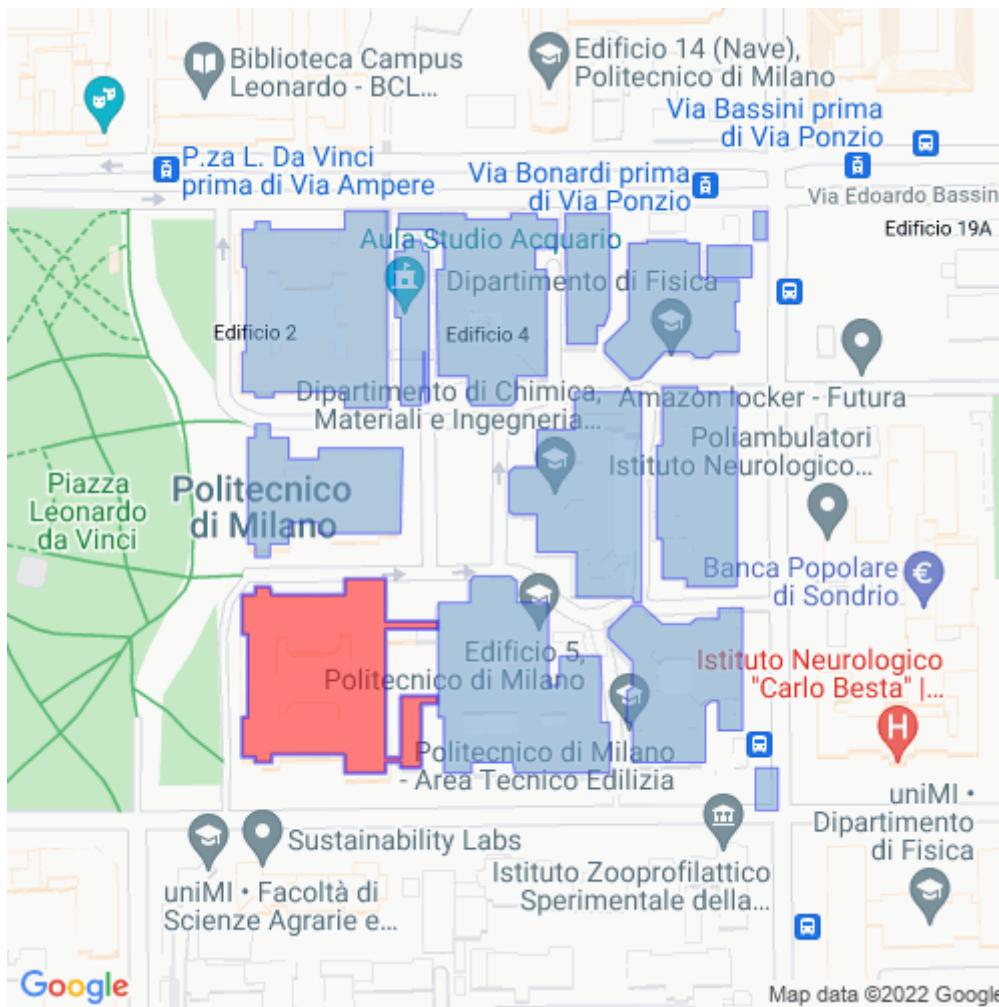 Biblioteca Campus
Leonardo - BCL...
Edificio 14 (Nave),
Politecnico di Milano
Via Bassini prima
di Via Ponzio
P.za L. Da Vinci
prima di Via Ampere
Via Bonardi prima
di Via Ponzio
Via Edoardo Bassin
Edificio 19A
Aula Studio Acquario
Dipartimento di Fisica
Edificio 2
Edificio 4
Dipartimento di Chimica,
Materiali e Ingegneria...
Amazon locker - Futura
Poliambulatori
Istituto Neurologico...
Piazza
Leonardo
da Vinci
Politecnico
di Milano
Banca Popolare
di Sondrio
Edificio 5,
Politecnico di Milano
Istituto Neurologico
"Carlo Besta" |...
H
Politecnico di Milano
- Area Tecnico Edilizia
uniMI •
Dipartimento
di Fisica
Sustainability Labs
uniMI • Facoltà di
Scienze Agrarie e...
Istituto Zooprofilattico
Sperimentale della...
Google
Map data ©2022 Google